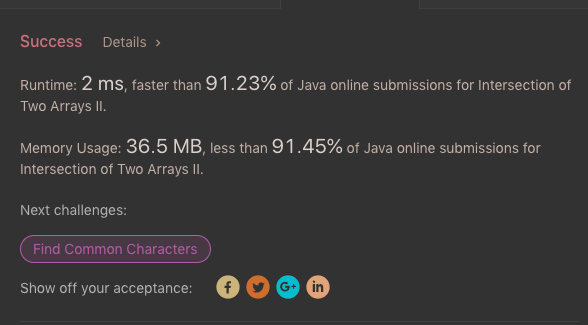 Success Details >
Runtime: 2 ms, faster than 91.23% of Java online submissions for Intersection of
Two Arrays II.
Memory Usage: 36.5 MB, less than 91.45% of Java online submissions for
Intersection of Two Arrays II.
Next challenges:
Find Common Characters
Show off your acceptance: f G+ in